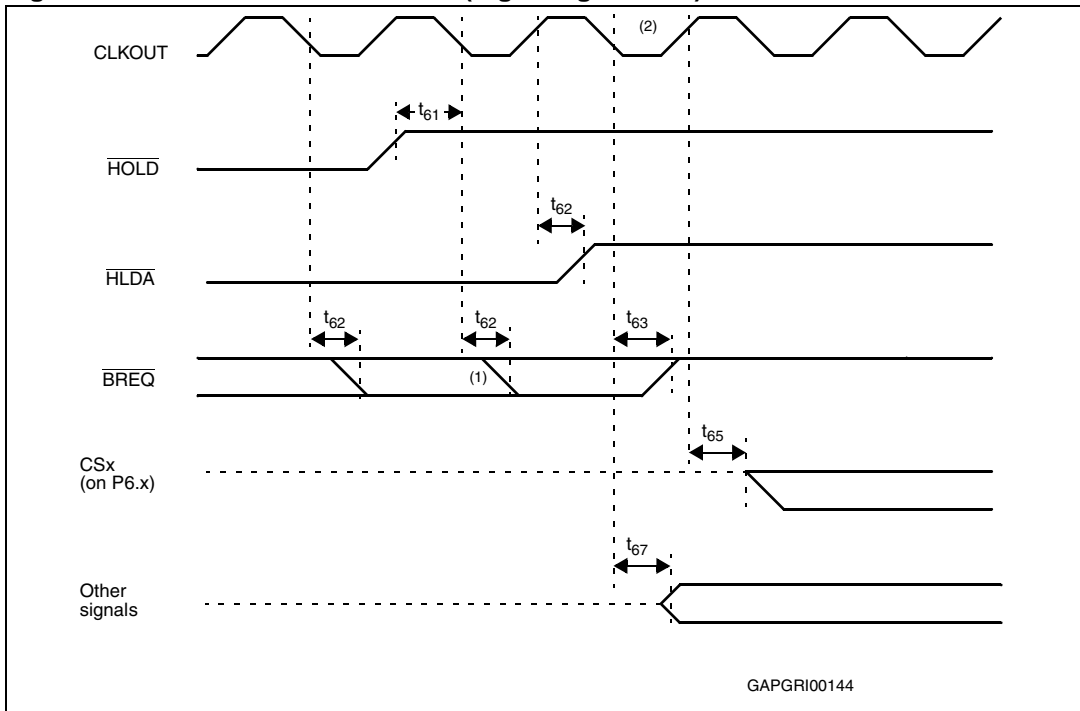 CLKOUT
(2)
t61
HOLD
t62
HLDA
t62
t62
t63
BREQ
(1)
t65
CSx
(on P6.x)
t67
Other
signals
GAPGRI00144